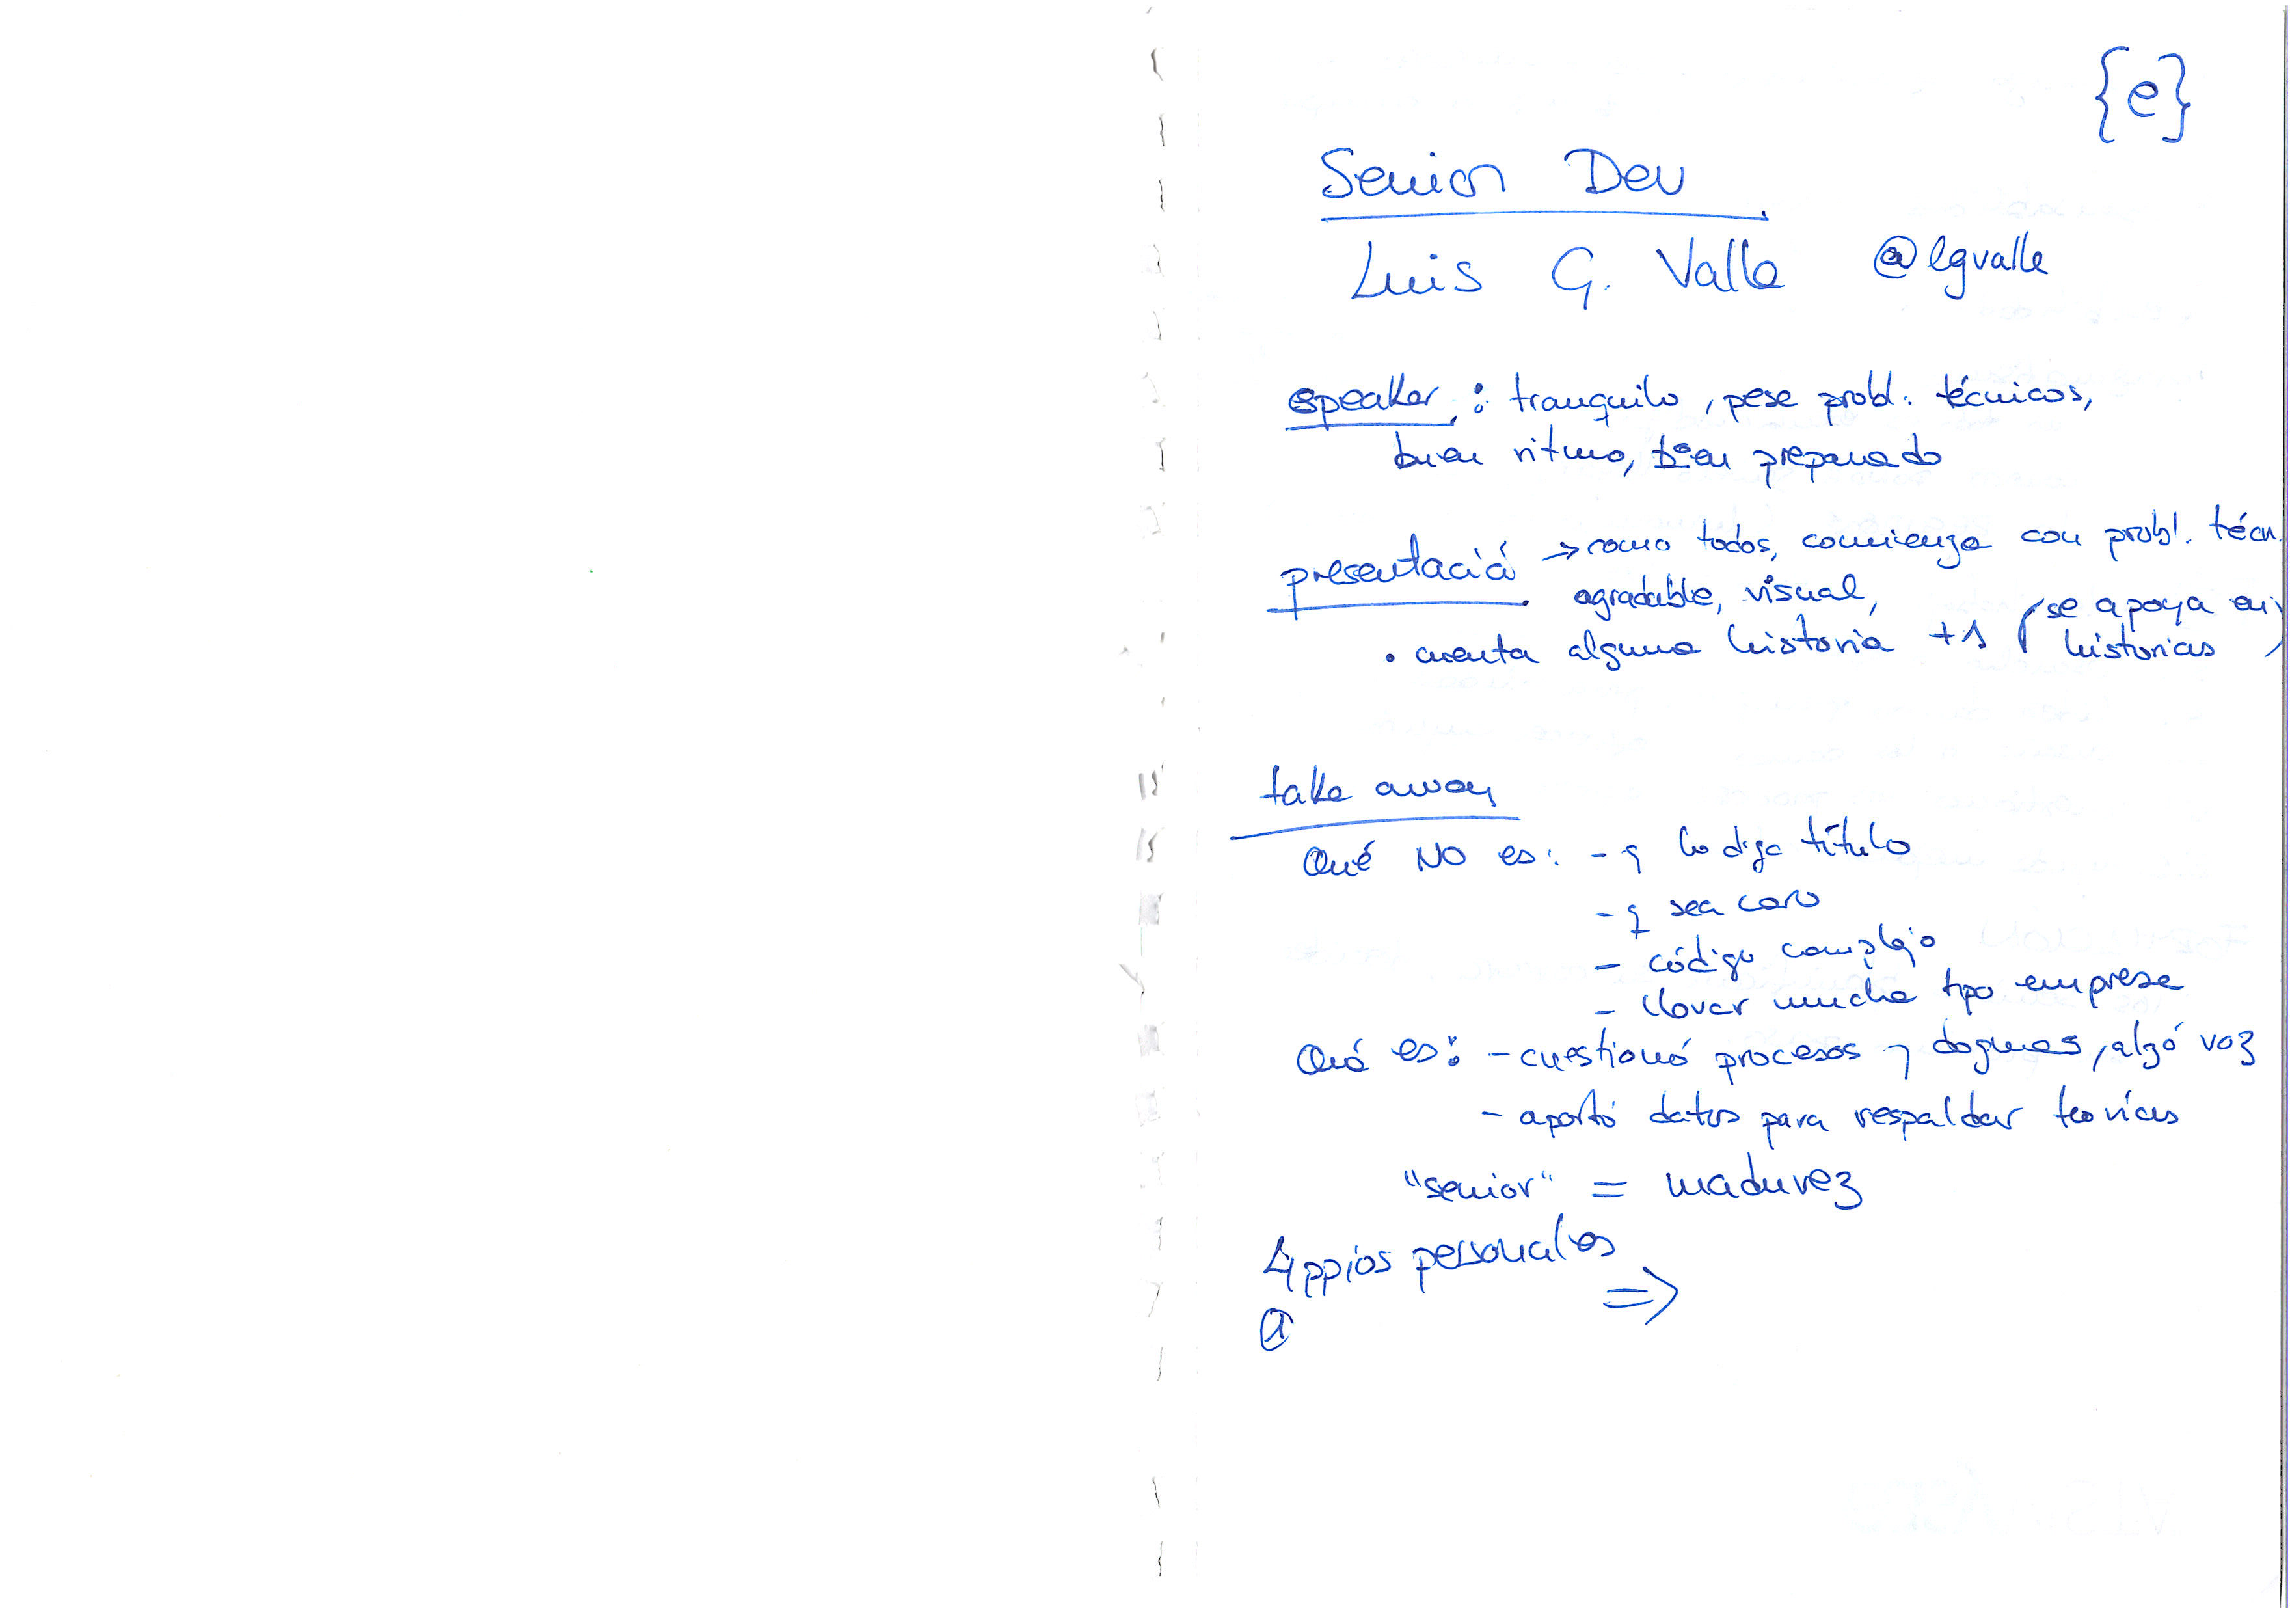 {e}
Senior Dev
Luis G. Valle @lgvalle
speaker: tranquilo, pese probl. técnicos,
buen ritmo, bien preparado
presentació → como todos, comienza con probl. técn.
agradable, visual,
• cuenta alguna historia +1 (se apoya en historias)
take away
Qué NO es: - q lo diga título
- q sea caro
- código complejo
- llevar mucho tpo empresa
Qué es: - cuestionó procesos y dogmas, alzó voz
- aportó datos para respaldar teorías
"senior" = madurez
4 ppios personales
⇒